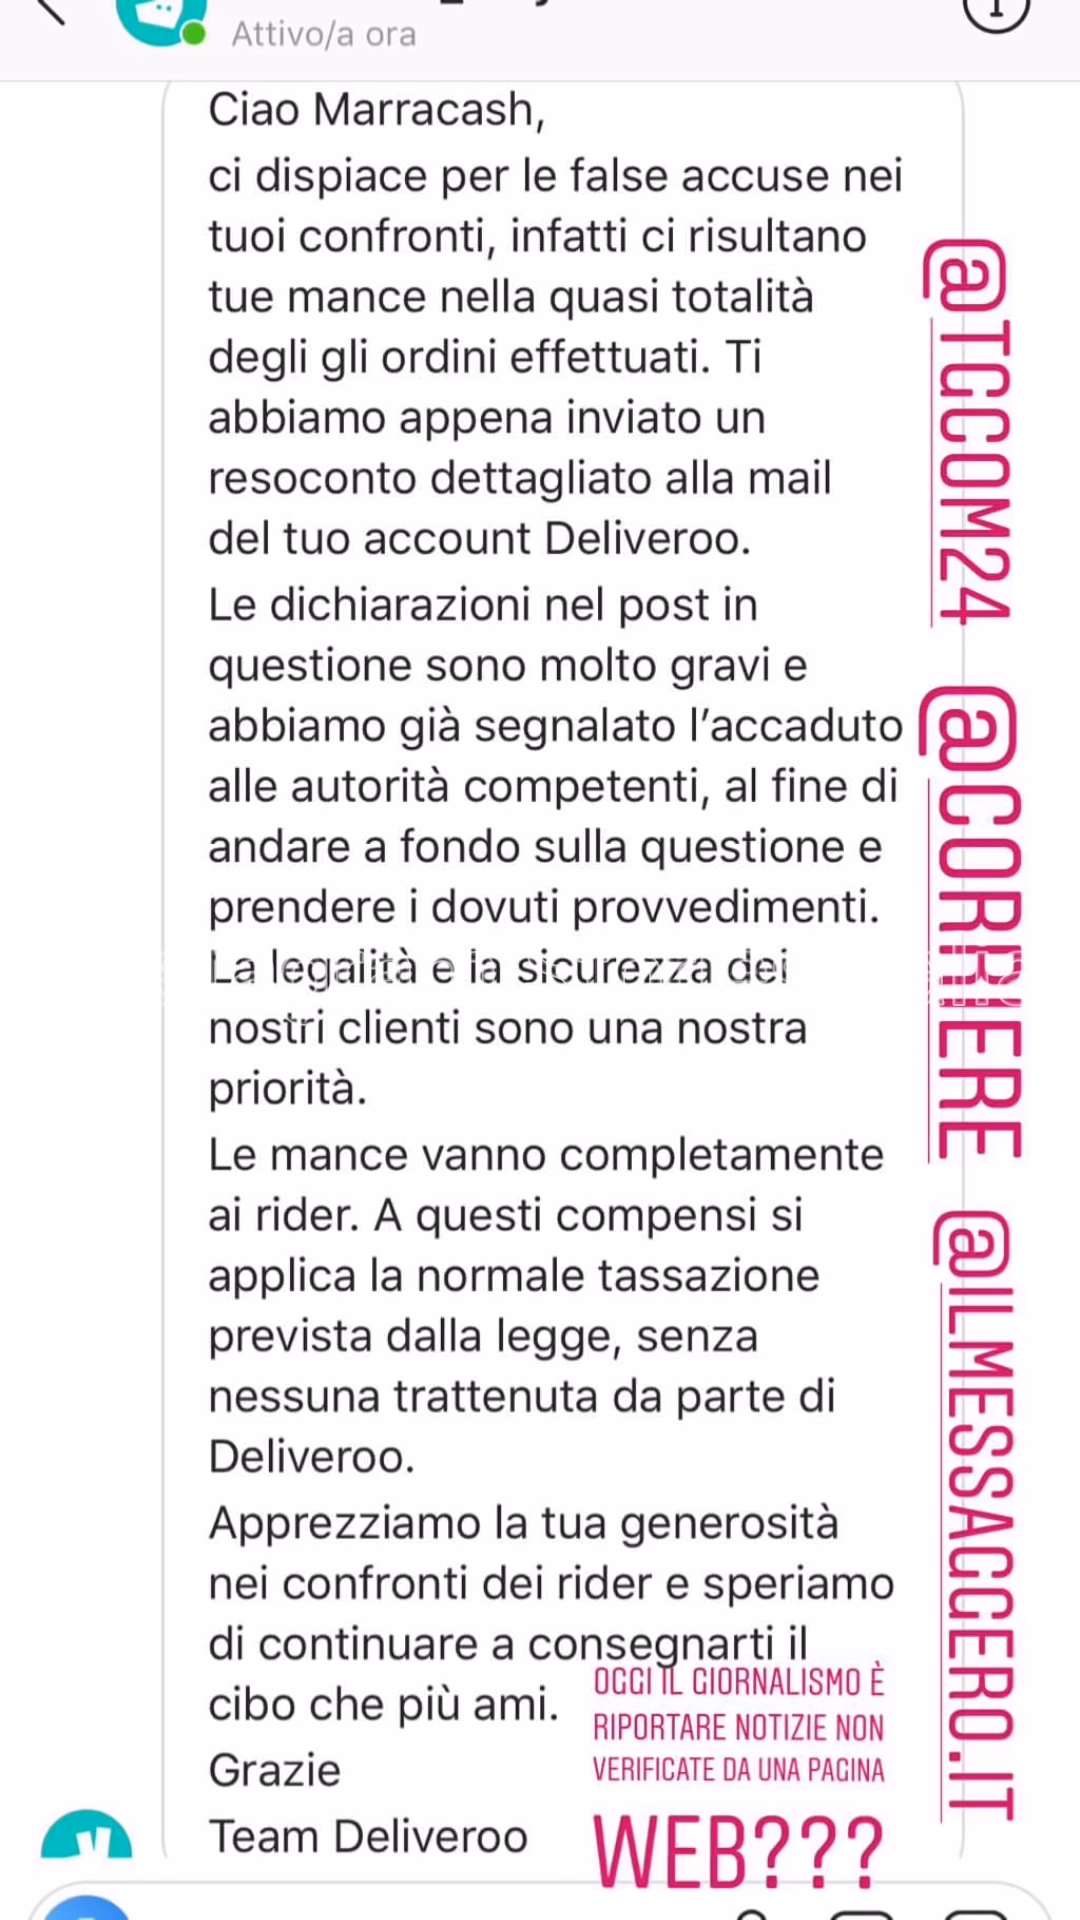 Attivo/a ora
Ciao Marracash,
ci dispiace per le false accuse nei
tuoi confronti, infatti ci risultano
tue mance nella quasi totalità
degli gli ordini effettuati. Ti
abbiamo appena inviato un
resoconto dettagliato alla mail
del tuo account Deliveroo.
Le dichiarazioni nel post in
questione sono molto gravi e
abbiamo già segnalato l'accaduto
alle autorità competenti, al fine di
andare a fondo sulla questione e
prendere i dovuti provvedimenti.
La legalità e la sicurezza dei
nostri clienti sono una nostra
priorità.
Le mance vanno completamente
ai rider. A questi compensi si
applica la normale tassazione
prevista dalla legge, senza
nessuna trattenuta da parte di
Deliveroo.
Apprezziamo la tua generosità
nei confronti dei rider e speriamo
di continuare a consegnarti il
cibo che più ami.
Grazie
Team Deliveroo
OGGI IL GIORNALISMO È
RIPORTARE NOTIZIE NON
VERIFICATE DA UNA PAGINA
WEB???
@TGCOM24
@CORRIERE
@ILMESSAGGERO.IT